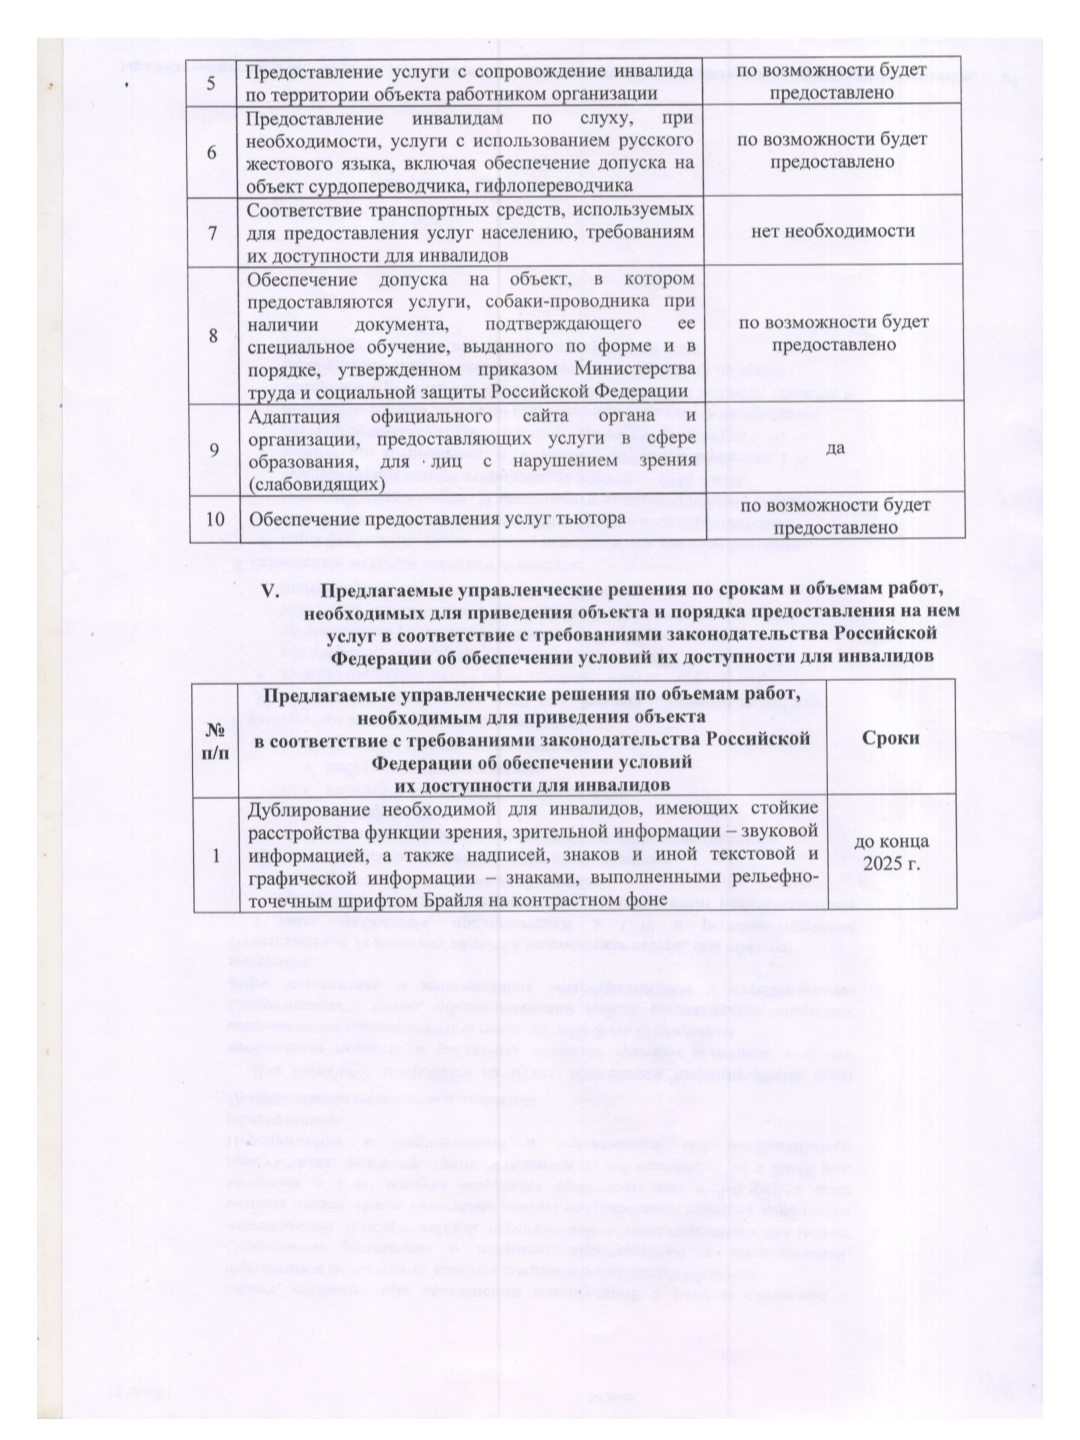 5
Предоставление услуги с сопровождение инвалида
по территории объекта работником организации
по возможности будет
предоставлено
6
Предоставление инвалидам по слуху, при
необходимости, услуги с использованием русского
жестового языка, включая обеспечение допуска на
объект сурдопереводчика, гифлопереводчика
по возможности будет
предоставлено
7
Соответствие транспортных средств, используемых
для предоставления услуг населению, требованиям
их доступности для инвалидов
нет необходимости
8
Обеспечение допуска на объект, в котором
предоставляются услуги, собаки-проводника при
наличии документа, подтверждающего ее
специальное обучение, выданного по форме и в
порядке, утвержденном приказом Министерства
труда и социальной защиты Российской Федерации
по возможности будет
предоставлено
9
Адаптация официального сайта органа и
организации, предоставляющих услуги в сфере
образования, для лиц с нарушением зрения
(слабовидящих)
да
10
Обеспечение предоставления услуг тьютора
по возможности будет
предоставлено
V. Предлагаемые управленческие решения по срокам и объемам работ,
необходимых для приведения объекта и порядка предоставления на нем
услуг в соответствие с требованиями законодательства Российской
Федерации об обеспечении условий их доступности для инвалидов
№
п/п
Предлагаемые управленческие решения по объемам работ,
необходимым для приведения объекта
в соответствие с требованиями законодательства Российской
Федерации об обеспечении условий
их доступности для инвалидов
Сроки
1
Дублирование необходимой для инвалидов, имеющих стойкие
расстройства функции зрения, зрительной информации – звуковой
информацией, а также надписей, знаков и иной текстовой и
графической информации – знаками, выполненными рельефно-
точечным шрифтом Брайля на контрастном фоне
до конца
2025 г.